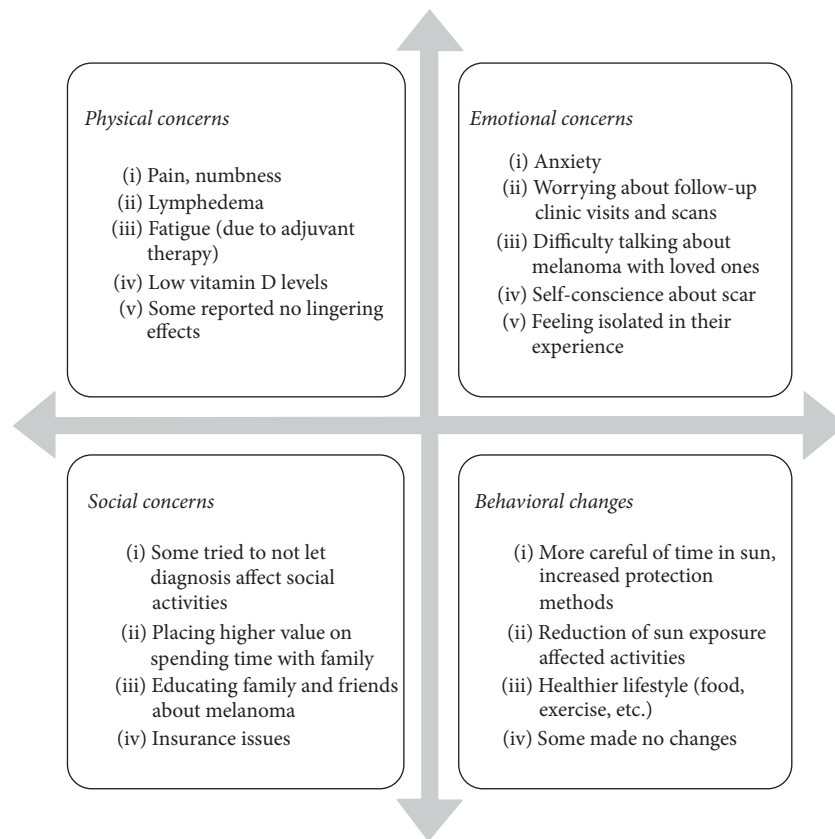 Physical concerns
(i) Pain, numbness
(ii) Lymphedema
(iii) Fatigue (due to adjuvant
therapy)
(iv) Low vitamin D levels
(v) Some reported no lingering
effects
Emotional concerns
(i) Anxiety
(ii) Worrying about follow-up
clinic visits and scans
(iii) Difficulty talking about
melanoma with loved ones
(iv) Self-conscience about scar
(v) Feeling isolated in their
experience
Social concerns
(i) Some tried to not let
diagnosis affect social
activities
(ii) Placing higher value on
spending time with family
(iii) Educating family and friends
about melanoma
(iv) Insurance issues
Behavioral changes
(i) More careful of time in sun,
increased protection
methods
(ii) Reduction of sun exposure
affected activities
(iii) Healthier lifestyle (food,
exercise, etc.)
(iv) Some made no changes